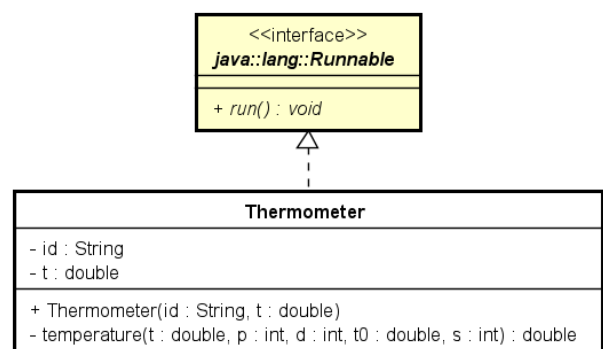 <<interface>>
java::lang::Runnable
+ run() : void
Thermometer
- id : String
- t : double
+ Thermometer(id : String, t : double)
- temperature(t : double, p : int, d : int, t0 : double, s : int) : double